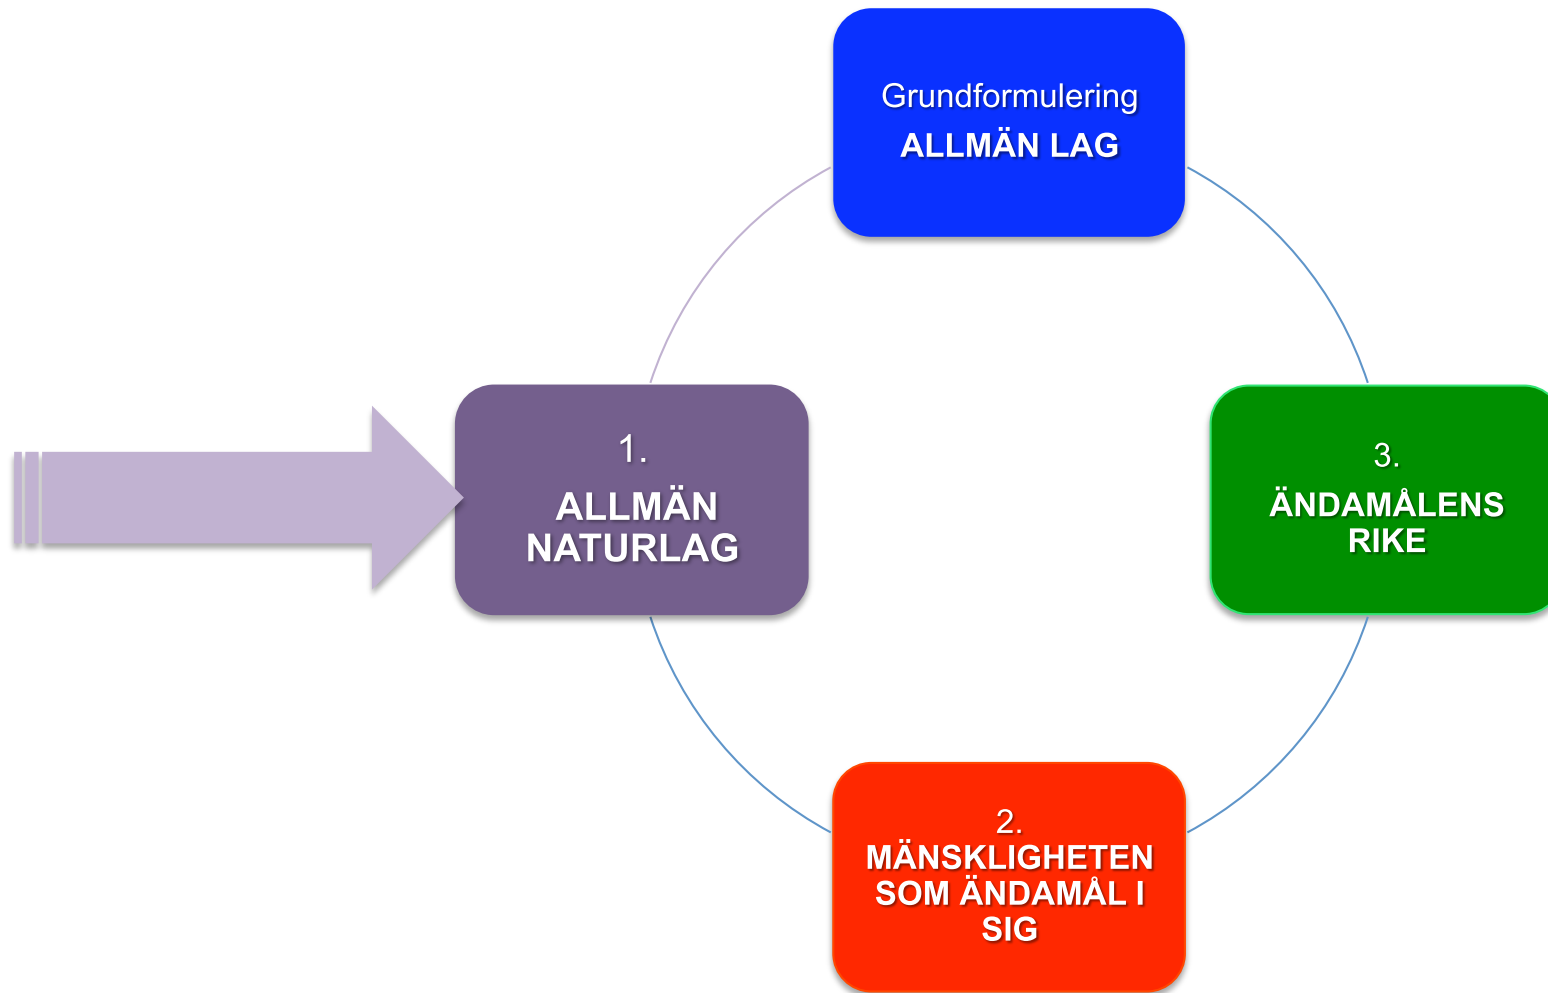 Grundformulering
ALLMÄN LAG
1.
ALLMÄN
NATURLAG
3.
ÄNDAMÅLENS
RIKE
2.
MÄNSKLIGHETEN
SOM ÄNDAMÅL I
SIG